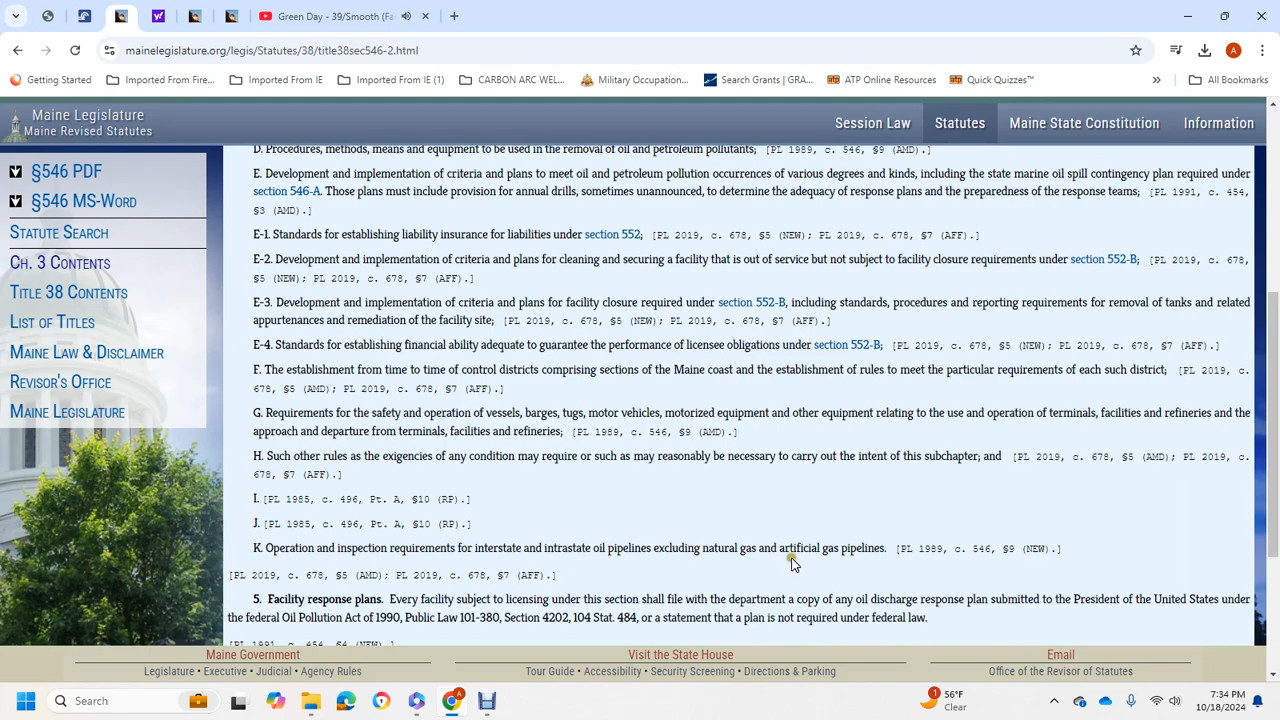 Green Day - 39/Smooth (Fa
mainelegislature.org/legis/Statutes/38/title38sec546-2.html
A
Getting Started
Imported From Fire...
Imported From IE
Imported From IE (1)
CARBON ARC WEL...
Military Occupation...
Search Grants | GRA...
ATP Online Resources
Quick Quizzes™
»
All Bookmarks
Maine Legislature
Maine Revised Statutes
Session Law
Statutes
Maine State Constitution
Information
§546 PDF
§546 MS-Word
Statute Search
Ch. 3 Contents
Title 38 Contents
List of Titles
Maine Law & Disclaimer
Revisor's Office
Maine Legislature
D. Procedures, methods, means and equipment to be used in the removal of oil and petroleum pollutants; [PL 1989, c. 546, §9 (AMD).]
E. Development and implementation of criteria and plans to meet oil and petroleum pollution occurrences of various degrees and kinds, including the state marine oil spill contingency plan required under
section 546-A. Those plans must include provision for annual drills, sometimes unannounced, to determine the adequacy of response plans and the preparedness of the response teams; [PL 1991, c. 454,
§3 (AMD).]
E-1. Standards for establishing liability insurance for liabilities under section 552; [PL 2019, c. 678, §5 (NEW); PL 2019, c. 678, §7 (AFF).]
E-2. Development and implementation of criteria and plans for cleaning and securing a facility that is out of service but not subject to facility closure requirements under section 552-B; [PL 2019, c. 678,
§5 (NEW); PL 2019, c. 678, §7 (AFF).]
E-3. Development and implementation of criteria and plans for facility closure required under section 552-B, including standards, procedures and reporting requirements for removal of tanks and related
appurtenances and remediation of the facility site; [PL 2019, c. 678, §5 (NEW); PL 2019, c. 678, §7 (AFF).]
E-4. Standards for establishing financial ability adequate to guarantee the performance of licensee obligations under section 552-B; [PL 2019, c. 678, §5 (NEW); PL 2019, c. 678, §7 (AFF).]
F. The establishment from time to time of control districts comprising sections of the Maine coast and the establishment of rules to meet the particular requirements of each such district; [PL 2019, c.
678, §5 (AMD); PL 2019, c. 678, §7 (AFF).]
G. Requirements for the safety and operation of vessels, barges, tugs, motor vehicles, motorized equipment and other equipment relating to the use and operation of terminals, facilities and refineries and the
approach and departure from terminals, facilities and refineries; [PL 1989, c. 546, §9 (AMD).]
H. Such other rules as the exigencies of any condition may require or such as may reasonably be necessary to carry out the intent of this subchapter; and [PL 2019, c. 678, §5 (AMD); PL 2019, c.
678, §7 (AFF).]
I. [PL 1985, c. 496, Pt. A, §10 (RP).]
J. [PL 1985, c. 496, Pt. A, §10 (RP).]
K. Operation and inspection requirements for interstate and intrastate oil pipelines excluding natural gas and artificial gas pipelines. [PL 1989, c. 546, §9 (NEW).]
[PL 2019, c. 678, §5 (AMD); PL 2019, c. 678, §7 (AFF).]
5. Facility response plans. Every facility subject to licensing under this section shall file with the department a copy of any oil discharge response plan submitted to the President of the United States under
the federal Oil Pollution Act of 1990, Public Law 101-380, Section 4202, 104 Stat. 484, or a statement that a plan is not required under federal law.
[PL 1991, c. 454, §4 (NEW).]
Maine Government
Legislature • Executive • Judicial • Agency Rules
Visit the State House
Tour Guide • Accessibility • Security Screening • Directions & Parking
Email
Office of the Revisor of Statutes
Search
1
56°F
Clear
7:34 PM
10/18/2024